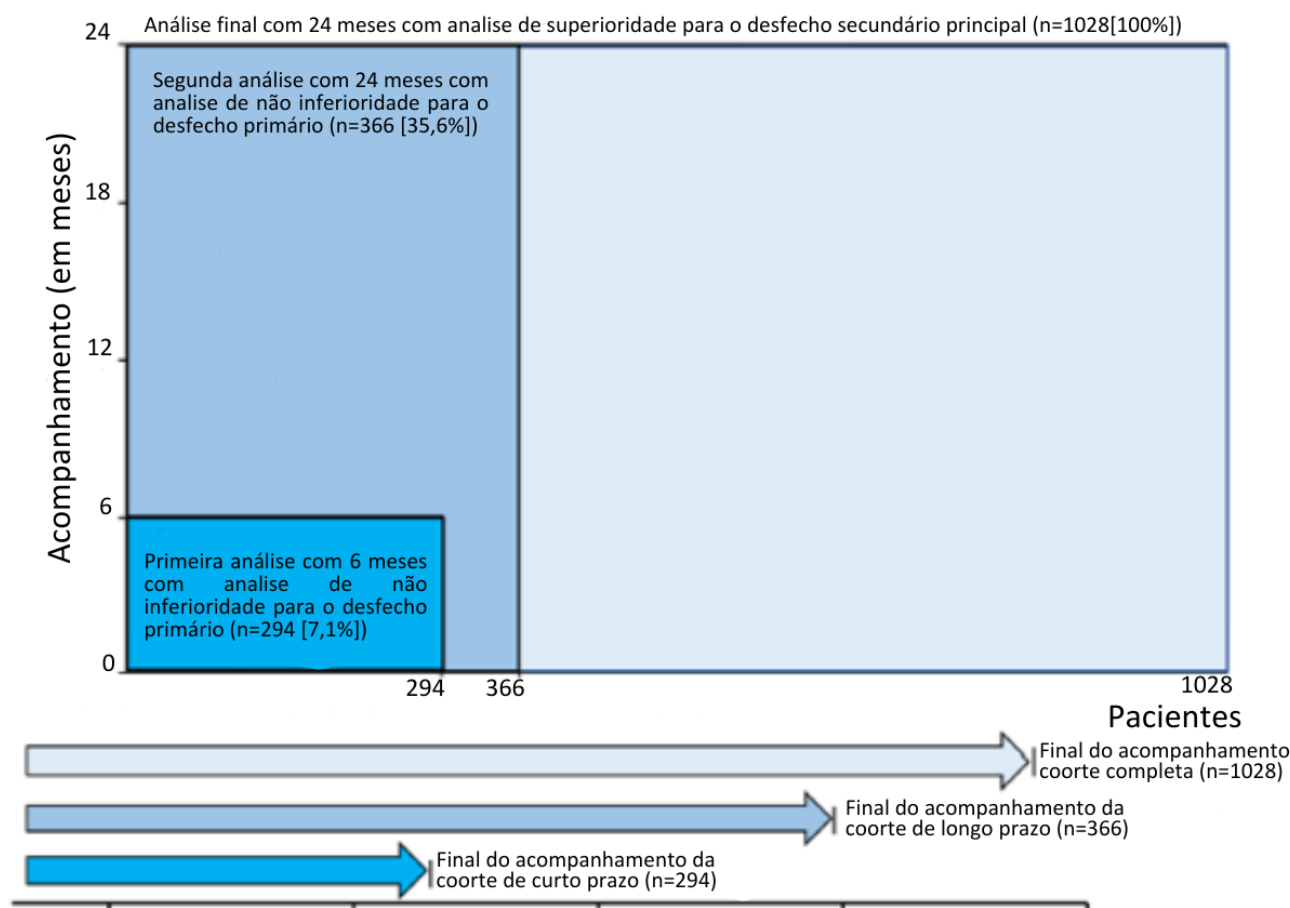 Análise final com 24 meses com analise de superioridade para o desfecho secundário principal (n=1028[100%])
24
Segunda análise com 24 meses com
analise de não inferioridade para o
desfecho primário (n=366 [35,6%])
18
12
6
0
Acompanhamento (em meses)
Primeira análise com 6 meses
com analise de não
inferioridade para o desfecho
primário (n=294 [7,1%])
294
366
1028
Pacientes
Final do acompanhamento
coorte completa (n=1028)
Final do acompanhamento da
coorte de longo prazo (n=366)
Final do acompanhamento da
coorte de curto prazo (n=294)